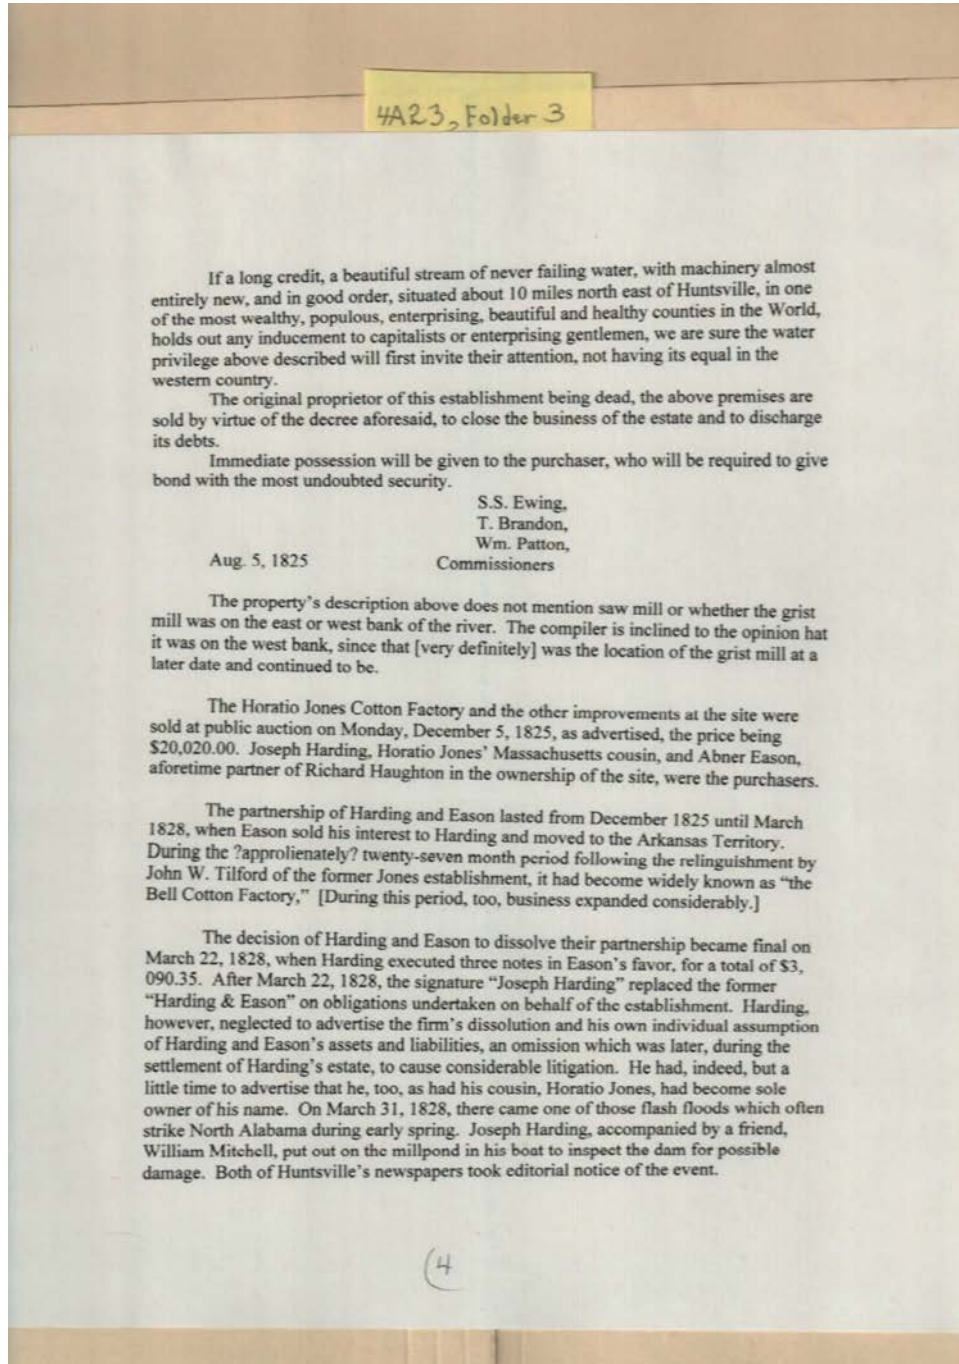 4A23, Folder 3
If a long credit, a beautiful stream of never failing water, with machinery almost
entirely new, and in good order, situated about 10 miles north east of Huntsville, in one
of the most wealthy, populous, enterprising, beautiful and healthy counties in the World,
holds out any inducement to capitalists or enterprising gentlemen, we are sure the water
privilege above described will first invite their attention, not having its equal in the
western country.
The original proprietor of this establishment being dead, the above premises are
sold by virtue of the decree aforesaid, to close the business of the estate and to discharge
its debts.
Immediate possession will be given to the purchaser, who will be required to give
bond with the most undoubted security.
S.S. Ewing,
T. Brandon,
Wm. Patton,
Aug. 5, 1825 Commissioners
The property's description above does not mention saw mill or whether the grist
mill was on the east or west bank of the river. The compiler is inclined to the opinion hat
it was on the west bank, since that [very definitely] was the location of the grist mill at a
later date and continued to be.
The Horatio Jones Cotton Factory and the other improvements at the site were
sold at public auction on Monday, December 5, 1825, as advertised, the price being
$20,020.00. Joseph Harding, Horatio Jones' Massachusetts cousin, and Abner Eason,
aforetime partner of Richard Haughton in the ownership of the site, were the purchasers.
The partnership of Harding and Eason lasted from December 1825 until March
1828, when Eason sold his interest to Harding and moved to the Arkansas Territory.
During the ?approlienately? twenty-seven month period following the relinguishment by
John W. Tilford of the former Jones establishment, it had become widely known as "the
Bell Cotton Factory," [During this period, too, business expanded considerably.]
The decision of Harding and Eason to dissolve their partnership became final on
March 22, 1828, when Harding executed three notes in Eason's favor, for a total of $3,
090.35. After March 22, 1828, the signature "Joseph Harding" replaced the former
"Harding & Eason" on obligations undertaken on behalf of the establishment. Harding,
however, neglected to advertise the firm's dissolution and his own individual assumption
of Harding and Eason's assets and liabilities, an omission which was later, during the
settlement of Harding's estate, to cause considerable litigation. He had, indeed, but a
little time to advertise that he, too, as had his cousin, Horatio Jones, had become sole
owner of his name. On March 31, 1828, there came one of those flash floods which often
strike North Alabama during early spring. Joseph Harding, accompanied by a friend,
William Mitchell, put out on the millpond in his boat to inspect the dam for possible
damage. Both of Huntsville's newspapers took editorial notice of the event.
(4